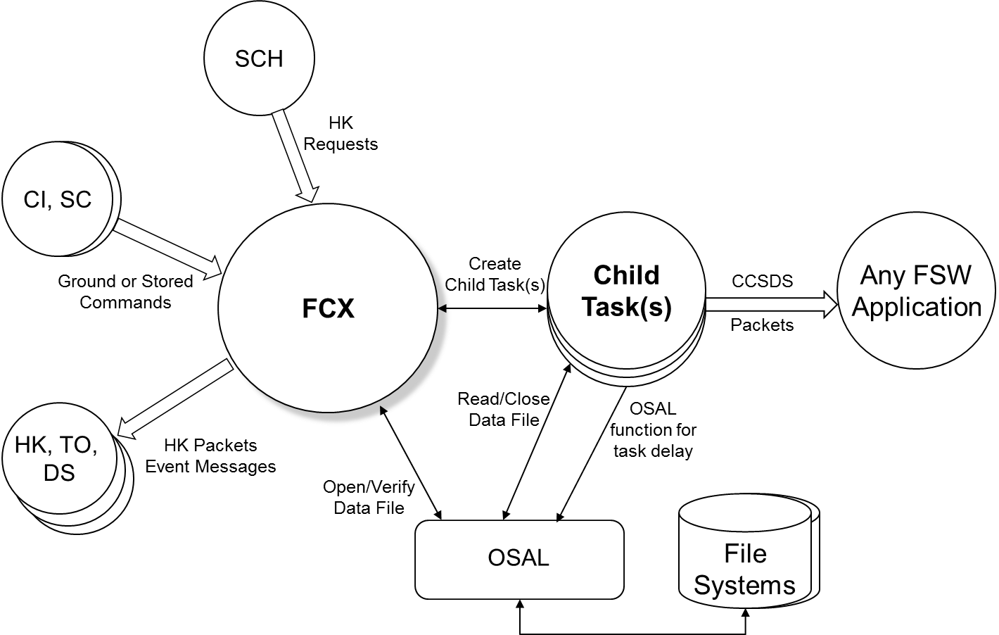 SCH
HK
Requests
CI, SC
Ground or Stored
Commands
FCX
Create
Child Task(s)
Child
Task(s)
CCSDS
Packets
Any FSW
Application
HK, TO,
DS
HK Packets
Event Messages
Open/Verify
Data File
Read/Close
Data File
OSAL
function for
task delay
OSAL
File
Systems